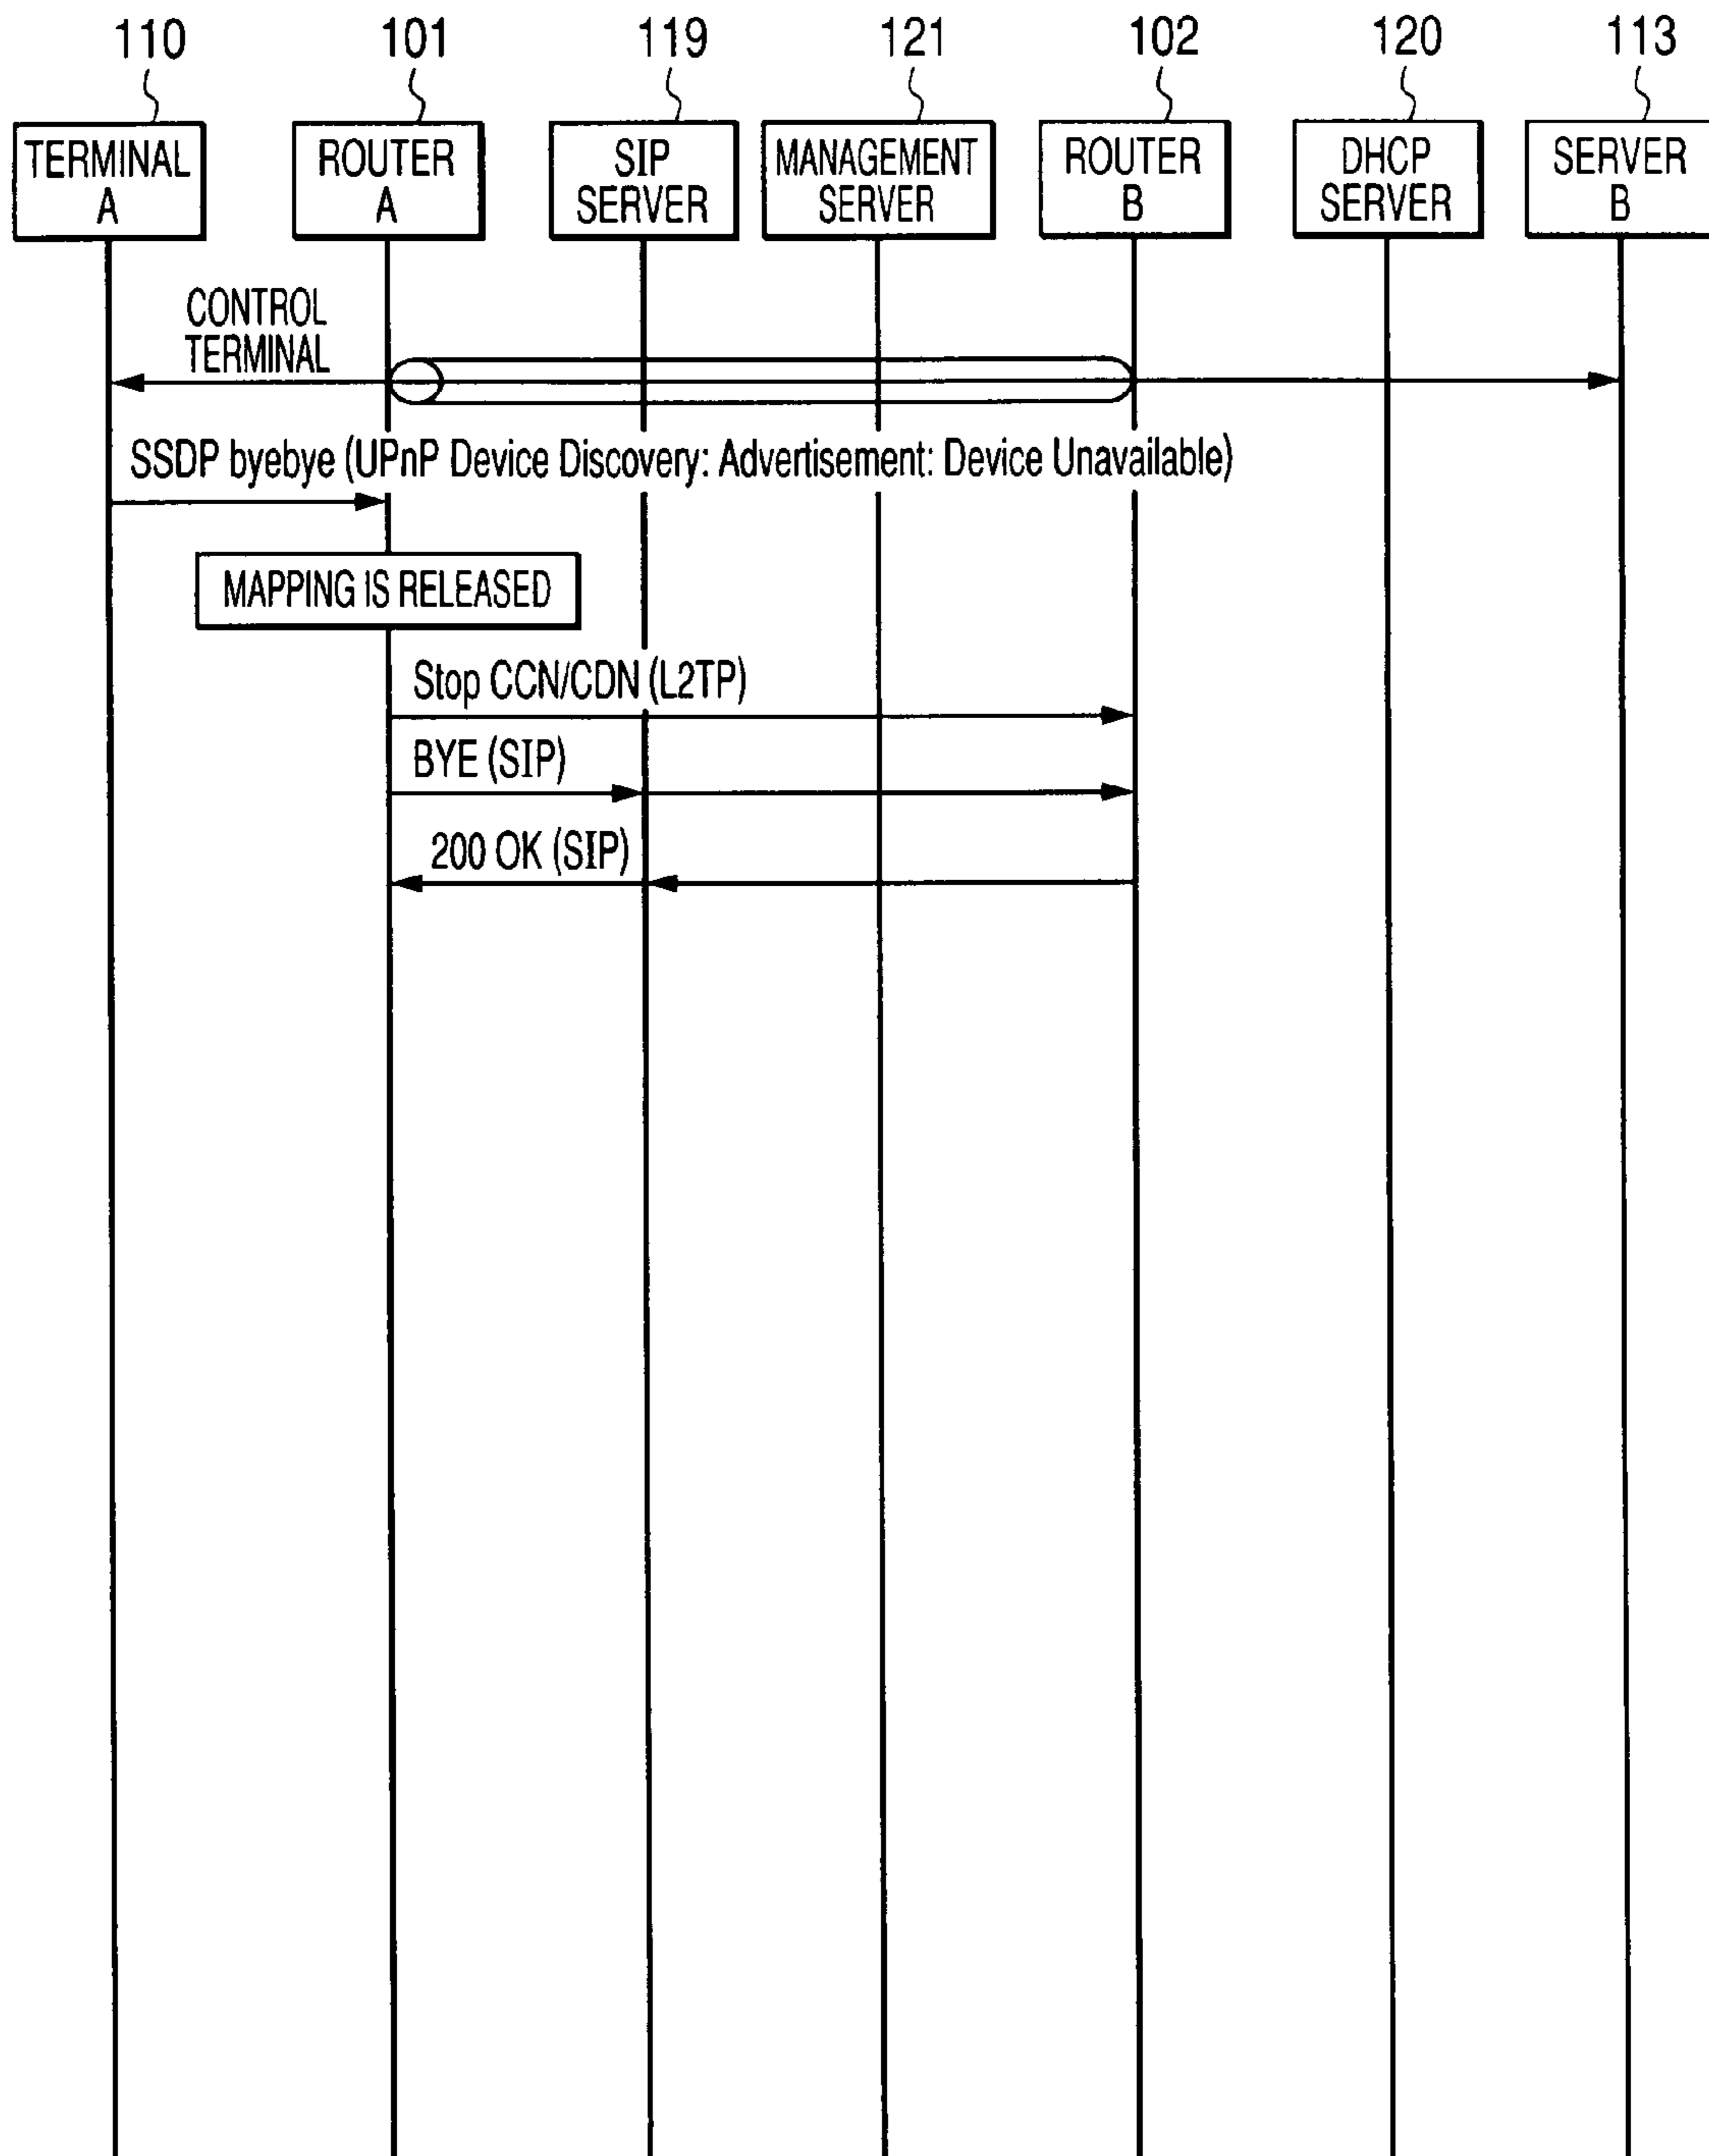 110 101 119 121 102 120 113
TERMINAL
A
ROUTER
A
SIP
SERVER
MANAGEMENT
SERVER
ROUTER
B
DHCP
SERVER
SERVER
B
CONTROL
TERMINAL
SSDP byebye (UPnP Device Discovery: Advertisement: Device Unavailable)
MAPPING IS RELEASED
Stop CCN/CDN (L2TP)
BYE (SIP)
200 OK (SIP)